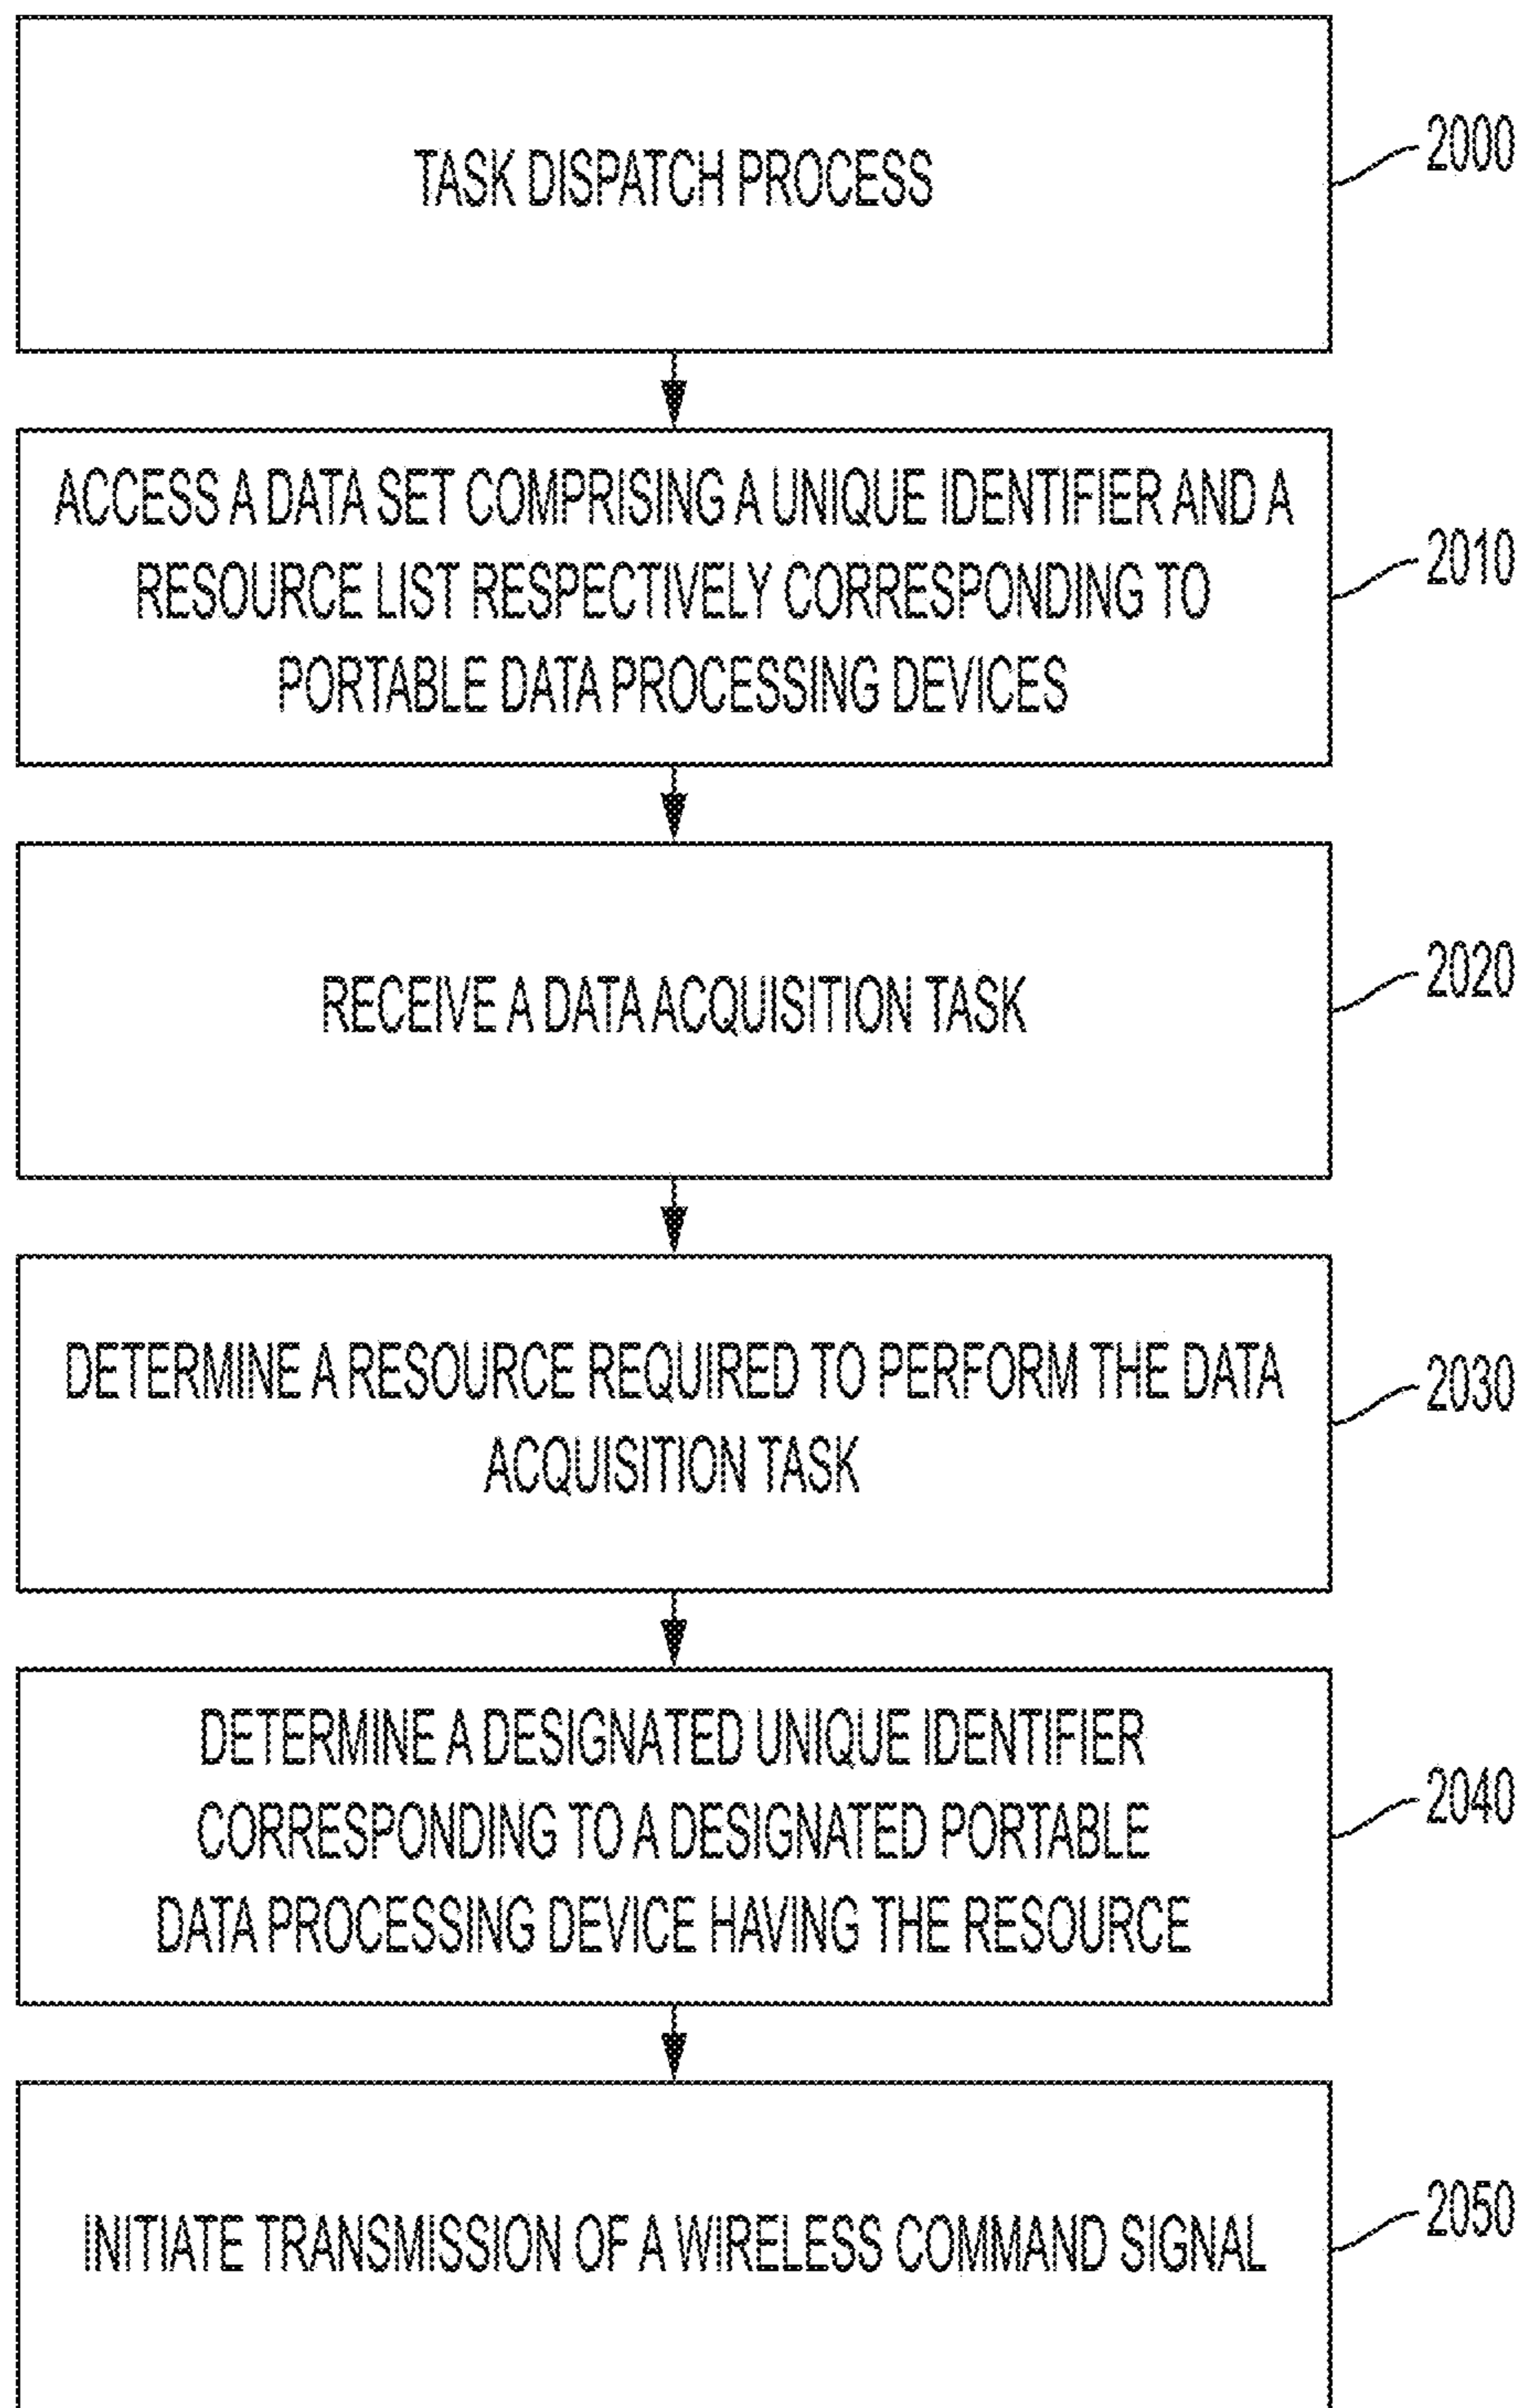 TASK DISPATCH PROCESS
2000
ACCESS A DATA SET COMPRISING A UNIQUE IDENTIFIER AND A
RESOURCE LIST RESPECTIVELY CORRESPONDING TO
PORTABLE DATA PROCESSING DEVICES
2010
RECEIVE A DATA ACQUISITION TASK
2020
DETERMINE A RESOURCE REQUIRED TO PERFORM THE DATA
ACQUISITION TASK
2030
DETERMINE A DESIGNATED UNIQUE IDENTIFIER
CORRESPONDING TO A DESIGNATED PORTABLE
DATA PROCESSING DEVICE HAVING THE RESOURCE
2040
INITIATE TRANSMISSION OF A WIRELESS COMMAND SIGNAL
2050